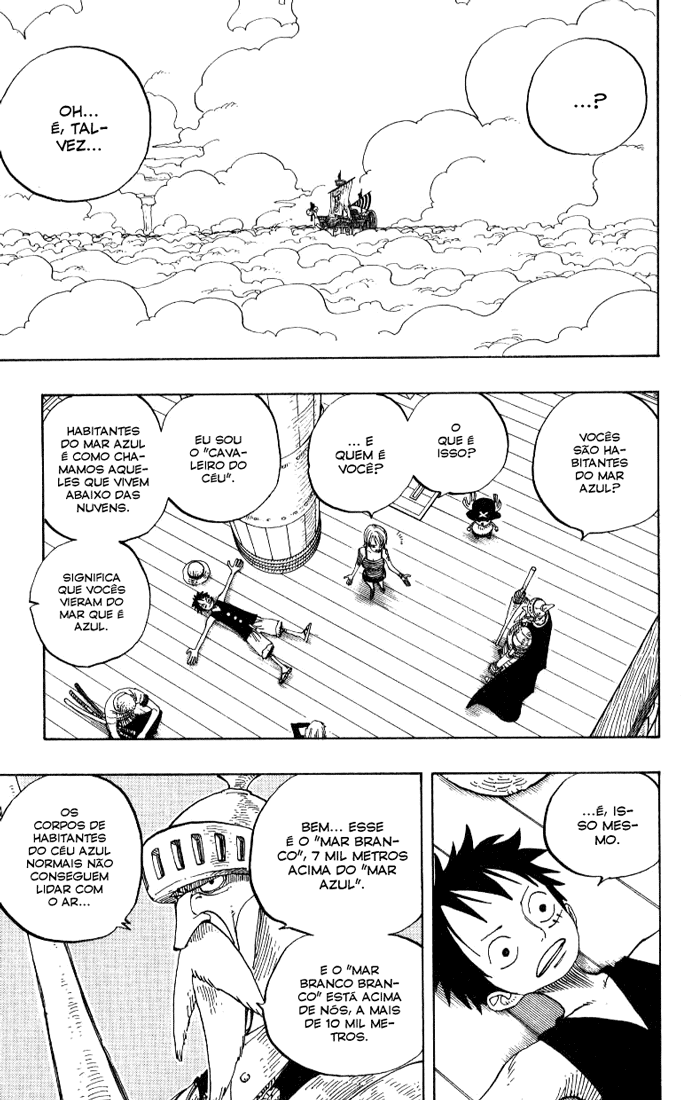 ...?
OH...
É, TAL-
VEZ...
VOCÊS
SÃO HA-
BITANTES
DO MAR
AZUL?
O
QUE É
ISSO?
... E
QUEM É
VOCÊ?
EU SOU
O "CAVA-
LEIRO DO
CÉU".
HABITANTES
DO MAR AZUL
É COMO CHA-
MAMOS AQUE-
LES QUE VIVEM
ABAIXO DAS
NUVENS.
SIGNIFICA
QUE VOCÊS
VIERAM DO
MAR QUE É
AZUL.
...É, IS-
SO MES-
MO.
BEM... ESSE
É O "MAR BRAN-
CO", 7 MIL METROS
ACIMA DO "MAR
AZUL".
E O "MAR
BRANCO BRAN-
CO" ESTÁ ACIMA
DE NÓS, A MAIS
DE 10 MIL ME-
TROS.
OS
CORPOS DE
HABITANTES
DO CÉU AZUL
NORMAIS NÃO
CONSEGUEM
LIDAR COM
O AR...